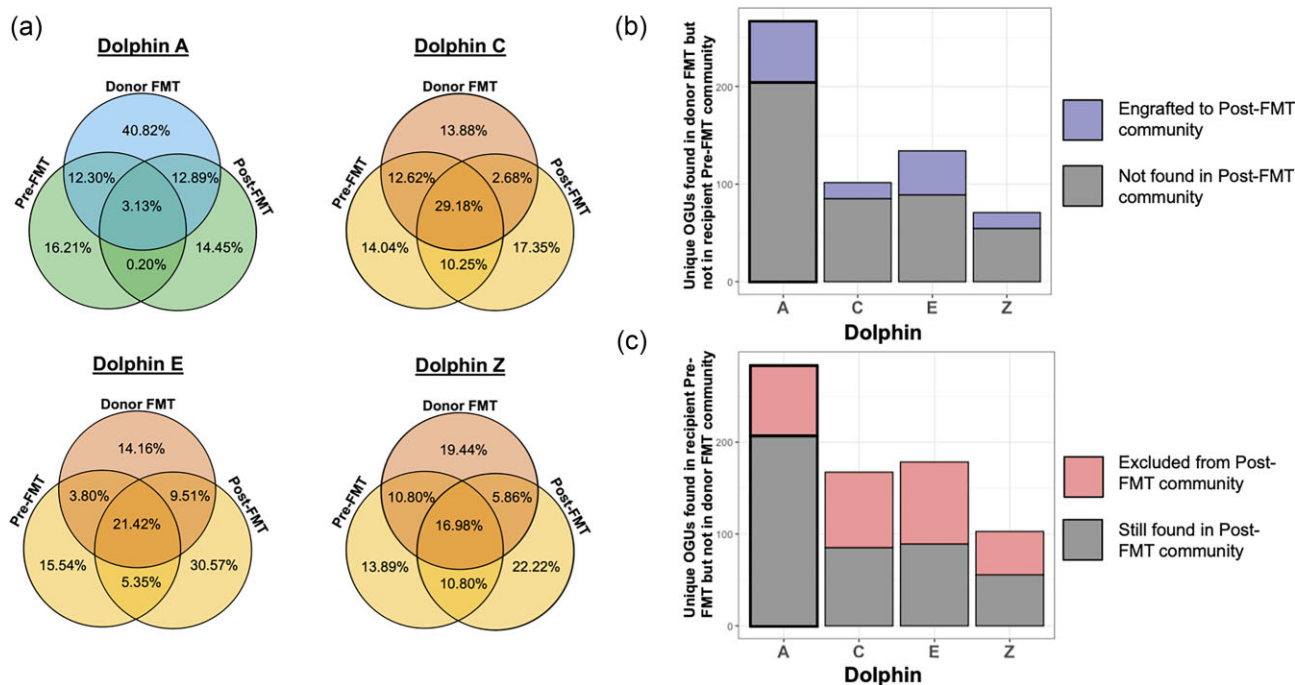 (a)
Dolphin A
Donor FMT
40.82%
Pre-FMT
Post-FMT
12.30%
12.89%
3.13%
16.21%
14.45%
0.20%
Dolphin C
Donor FMT
13.88%
Pre-FMT
Post-FMT
12.62%
2.68%
29.18%
14.04%
17.35%
10.25%
Dolphin E
Donor FMT
14.16%
Pre-FMT
Post-FMT
3.80%
9.51%
21.42%
15.54%
30.57%
5.35%
Dolphin Z
Donor FMT
19.44%
Pre-FMT
Post-FMT
10.80%
5.86%
16.98%
13.89%
22.22%
10.80%
(b)
Unique OGUs found in donor FMT but
not in recipient Pre-FMT community
200
100
0
A
C
E
Z
Dolphin
Engrafted to Post-FMT
community
Not found in Post-FMT
community
(c)
Unique OGUs found in recipient Pre-
FMT but not in donor FMT community
200
100
0
A
C
E
Z
Dolphin
Excluded from Post-
FMT community
Still found in Post-
FMT community